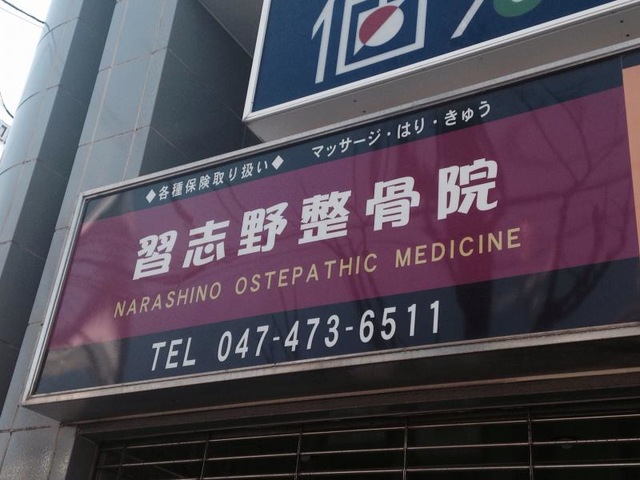 ◆各種保険取り扱い◆ マッサージ・はり・きゅう
習志野整骨院
NARASHINO OSTEPATHIC MEDICINE
TEL 047-473-6511